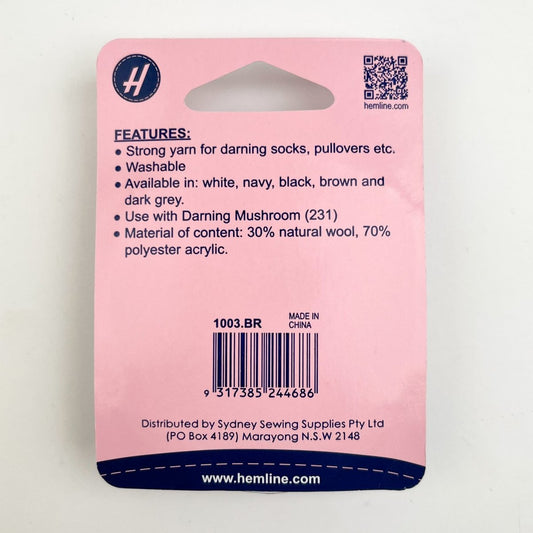 H
hemline.com
FEATURES:
• Strong yarn for darning socks, pullovers etc.
• Washable
• Available in: white, navy, black, brown and
dark grey.
• Use with Darning Mushroom (231)
• Material of content: 30% natural wool, 70%
polyester acrylic.
1003.BR MADE IN
CHINA
9 317385 244686
Distributed by Sydney Sewing Supplies Pty Ltd
(PO Box 4189) Marayong N.S.W 2148
www.hemline.com